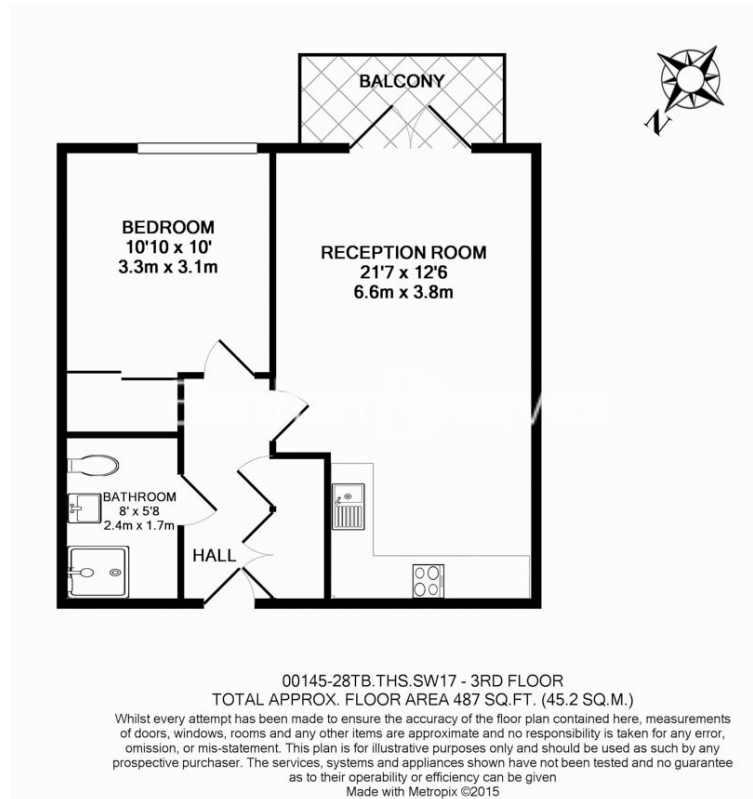 BALCONY
N
BEDROOM
10'10 x 10'
3.3m x 3.1m
RECEPTION ROOM
21'7 x 12'6
6.6m x 3.8m
BATHROOM
8' x 5'8
2.4m x 1.7m
HALL
00145-28TB.THS.SW17 - 3RD FLOOR
TOTAL APPROX. FLOOR AREA 487 SQ.FT. (45.2 SQ.M.)
Whilst every attempt has been made to ensure the accuracy of the floor plan contained here, measurements
of doors, windows, rooms and any other items are approximate and no responsibility is taken for any error,
omission, or mis-statement. This plan is for illustrative purposes only and should be used as such by any
prospective purchaser. The services, systems and appliances shown have not been tested and no guarantee
as to their operability or efficiency can be given
Made with Metropix ©2015